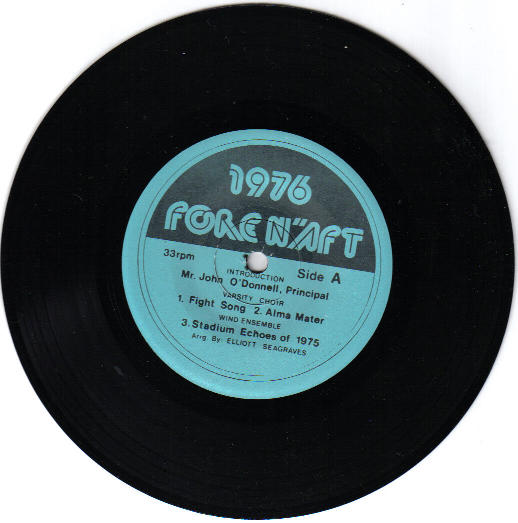 1976
FORE N"AFT
33rpm
Side A
INTRODUCTION
Mr. John O'Donnell, Principal
VARSITY CHOIR
1. Fight Song 2. Alma Mater
WIND ENSEMBLE
3. Stadium Echoes of 1975
Arrg. By: ELLIOTT SEAGRAVES